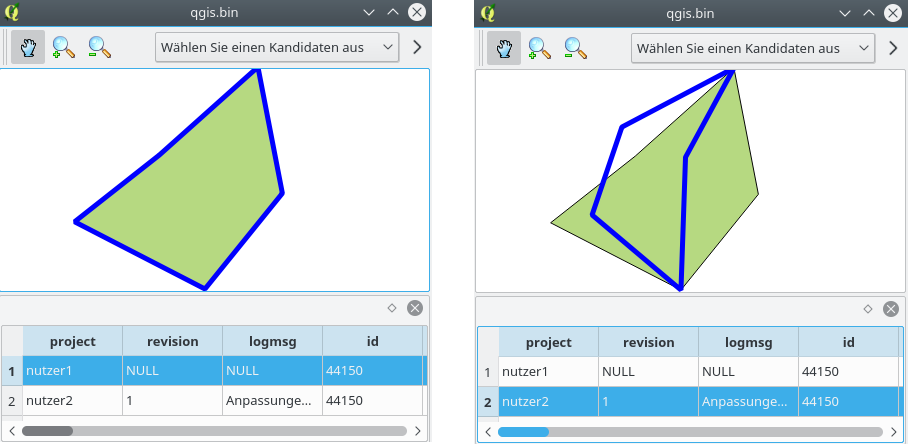 qgis.bin
Wählen Sie einen Kandidaten aus
project revision logmsg id
1 nutzer1 NULL NULL 44150
2 nutzer2 1 Anpassunge... 44150
qgis.bin
Wählen Sie einen Kandidaten aus
project revision logmsg id
1 nutzer1 NULL NULL 44150
2 nutzer2 1 Anpassunge... 44150